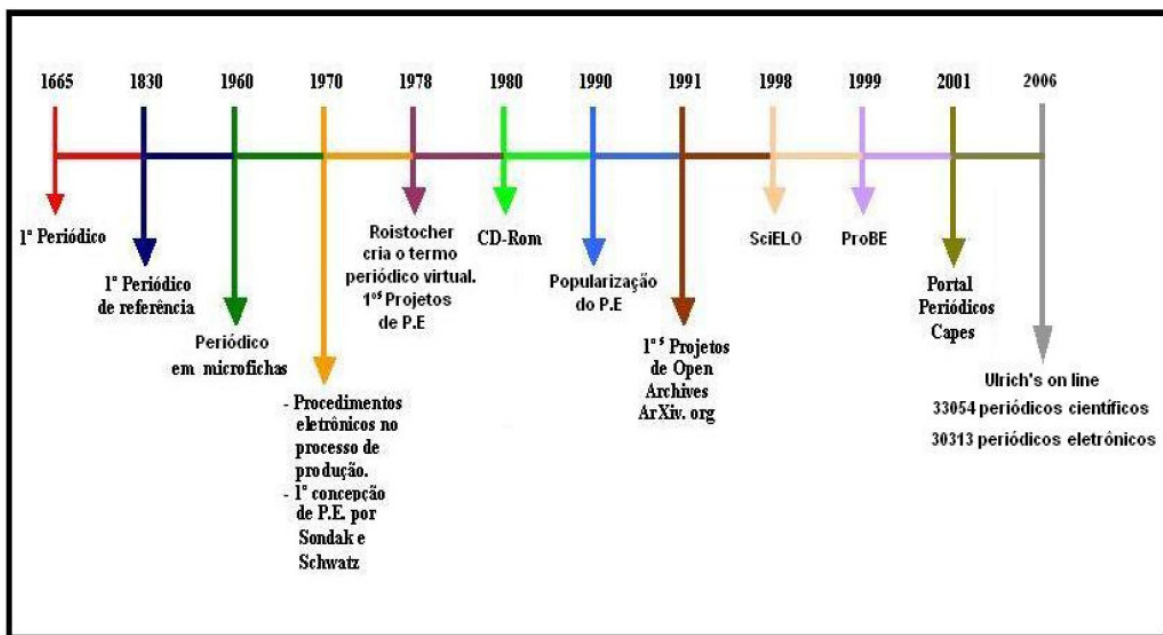 1665 1830 1960 1970 1978 1980 1990 1991 1998 1999 2001 2006
1º Periódico
1º Periódico
de referência
Periódico
em microfichas
- Procedimentos
eletrônicos no
processo de
produção.
- 1º concepção
de P.E. por
Sondak e
Schwatz
Roistocher
cria o termo
periódico virtual.
1ºˢ Projetos
de P.E
CD-Rom
Popularização
do P.E
1ºˢ Projetos
de Open
Archives
ArXiv. org
SciELO
ProBE
Portal
Periódicos
Capes
Ulrich's on line
33054 periódicos científicos
30313 periódicos eletrônicos